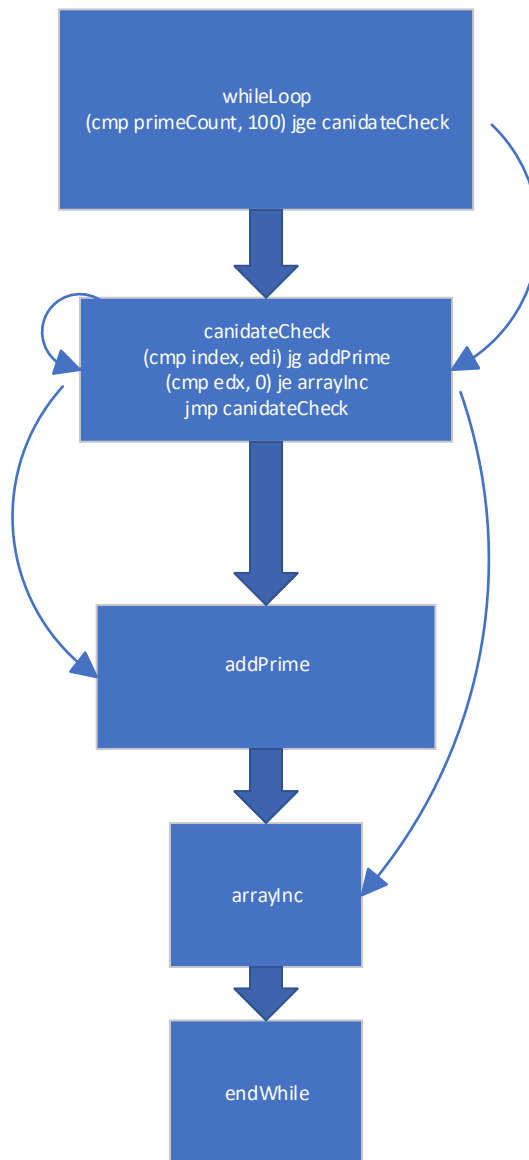 whileLoop
(cmp primeCount, 100) jge canidateCheck
canidateCheck
(cmp index, edi) jg addPrime
(cmp edx, 0) je arrayInc
jmp canidateCheck
addPrime
arrayInc
endWhile